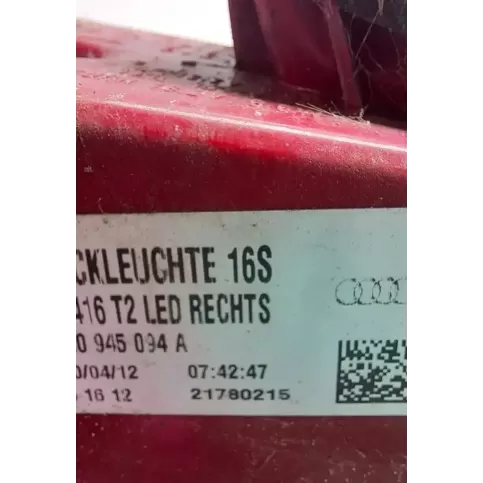 CKLEUCHTE 16S
416 T2 LED RECHTS
0 945 094 A
0/04/12 07:42:47
16 12 21780215